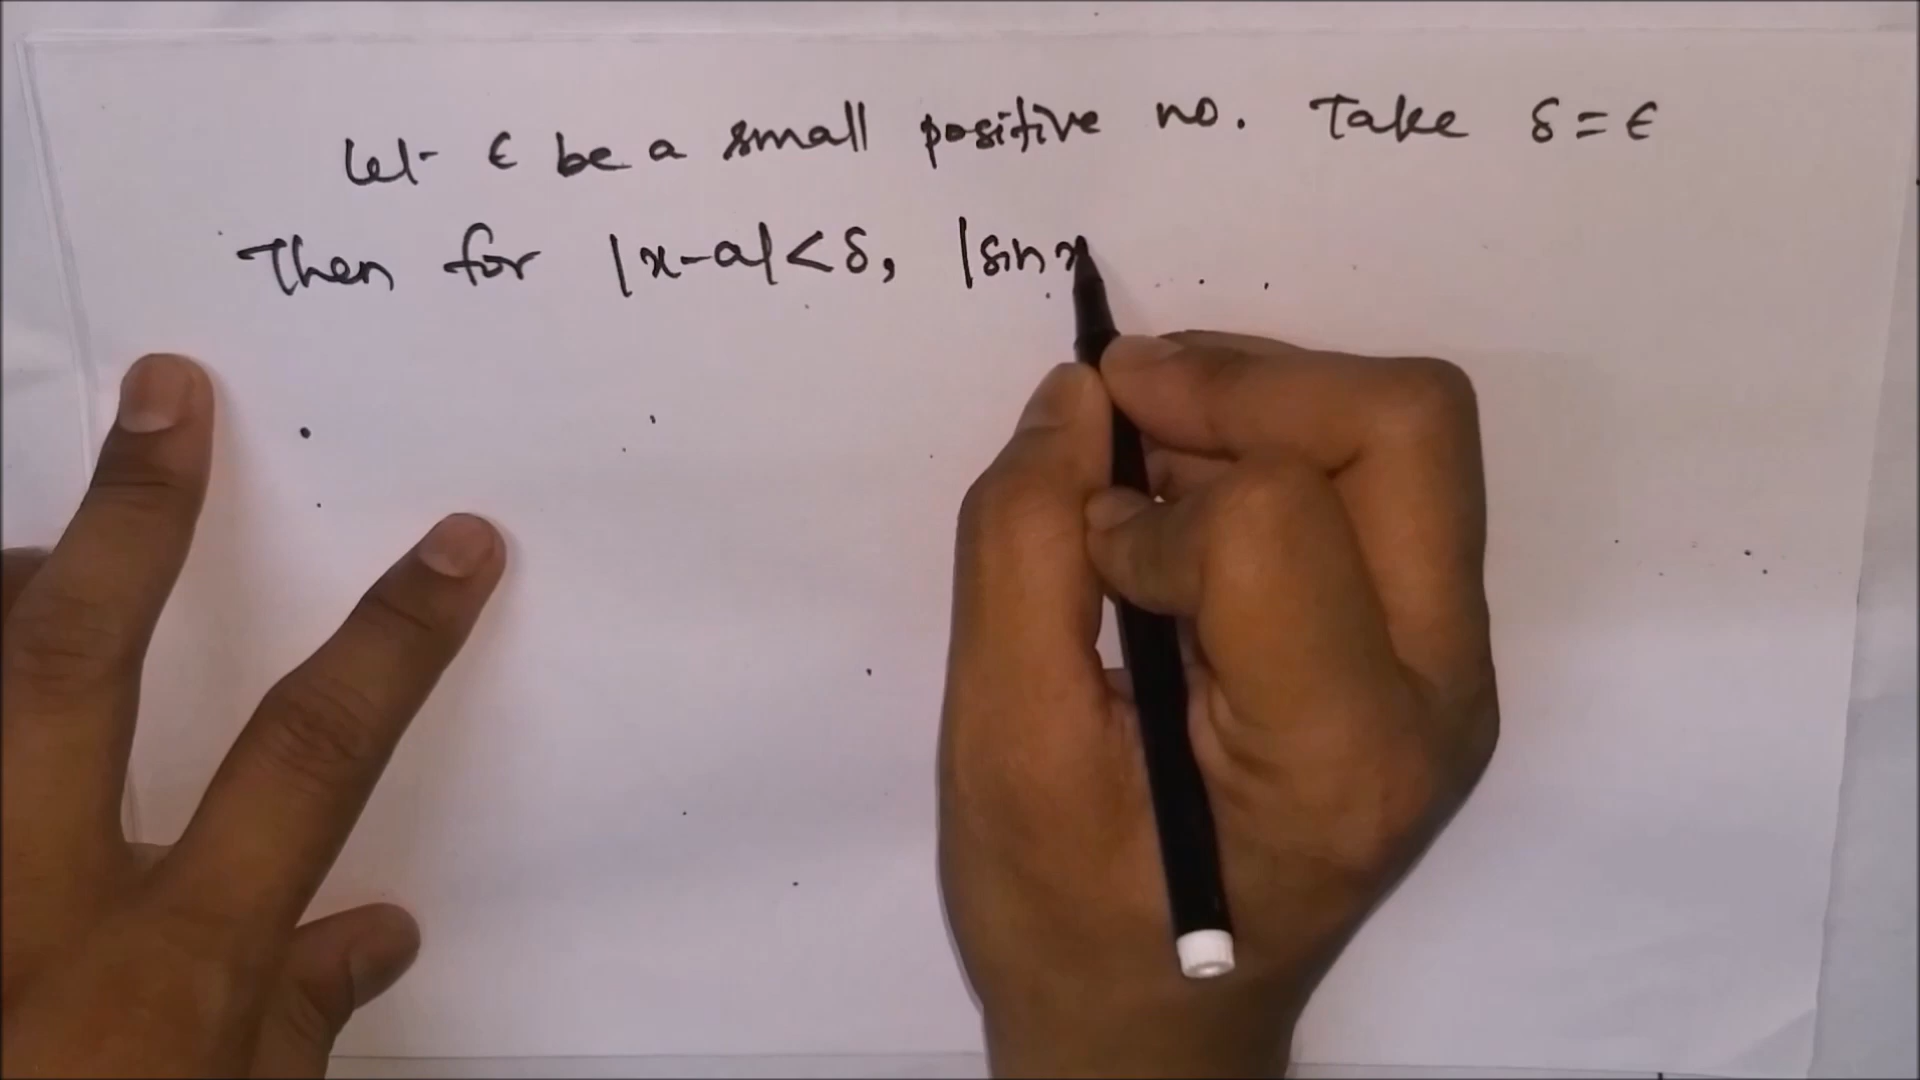 Let ε be a small positive no. Take δ = ε
Then for |x-a| < δ, |sin x